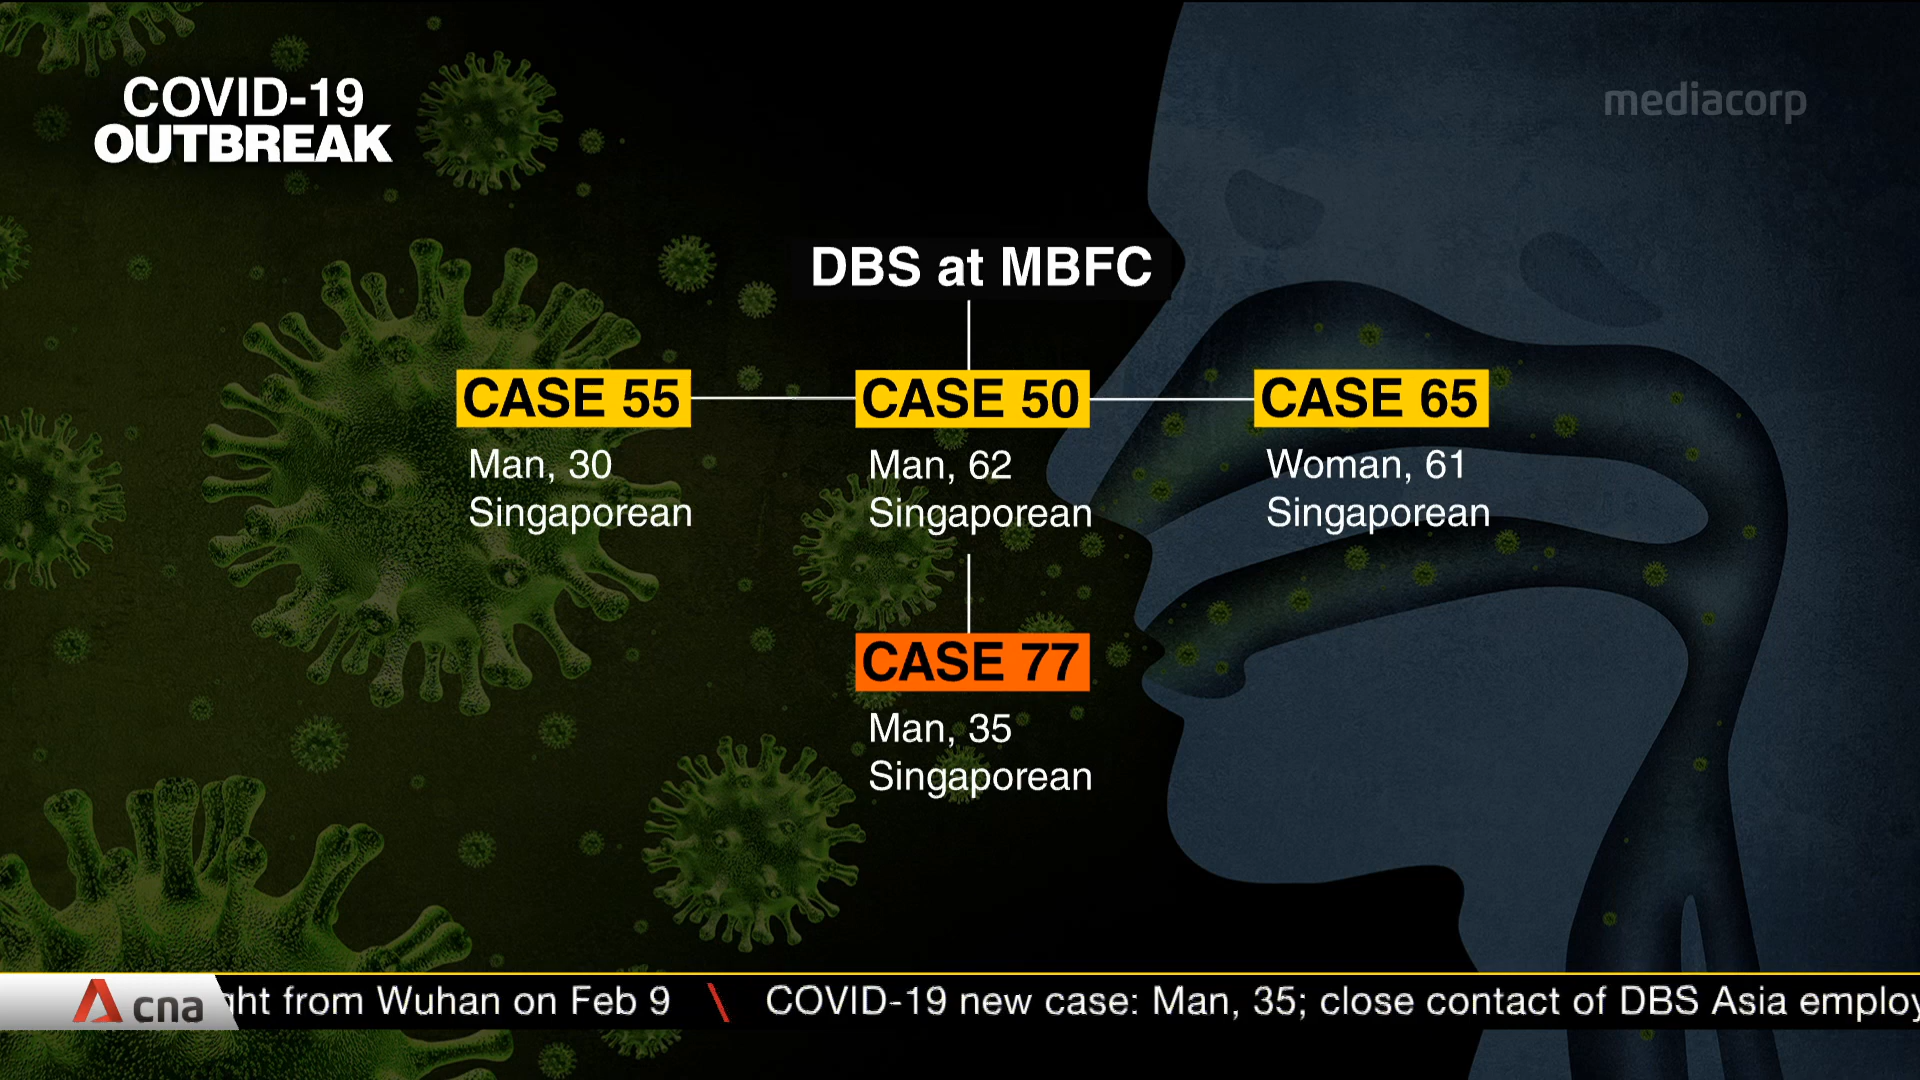 COVID-19
OUTBREAK
mediacorp
DBS at MBFC
CASE 55
Man, 30
Singaporean
CASE 50
Man, 62
Singaporean
CASE 65
Woman, 61
Singaporean
CASE 77
Man, 35
Singaporean
cna
ght from Wuhan on Feb 9 \ COVID-19 new case: Man, 35; close contact of DBS Asia employ